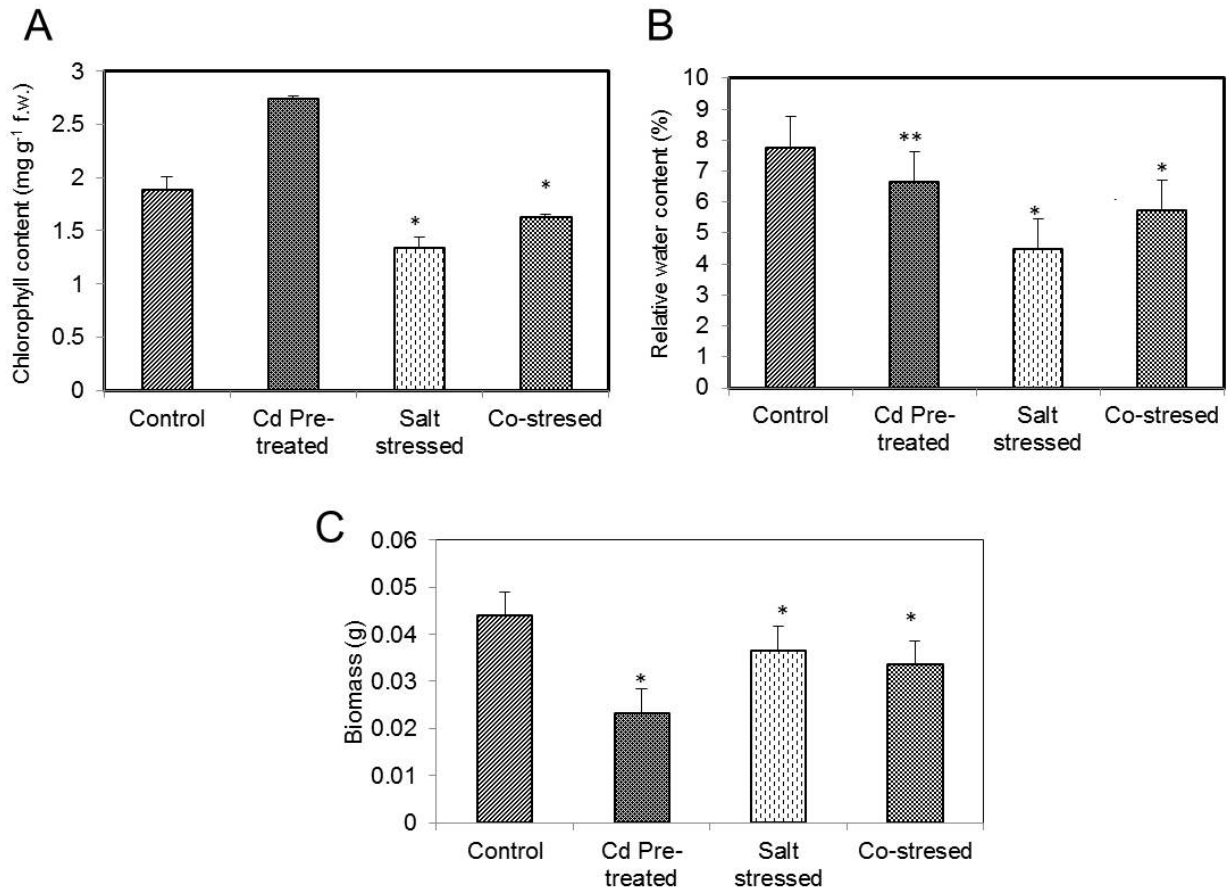 A
Chlorophyll content (mg g⁻¹ f.w.)
3
2.5
2
1.5
1
0.5
0
*
*
Control
Cd Pre-
treated
Salt
stressed
Co-stresed
B
Relative water content (%)
10
9
8
7
6
5
4
3
2
1
0
**
*
*
Control
Cd Pre-
treated
Salt
stressed
Co-stresed
C
Biomass (g)
0.06
0.05
0.04
0.03
0.02
0.01
0
*
*
*
Control
Cd Pre-
treated
Salt
stressed
Co-stresed